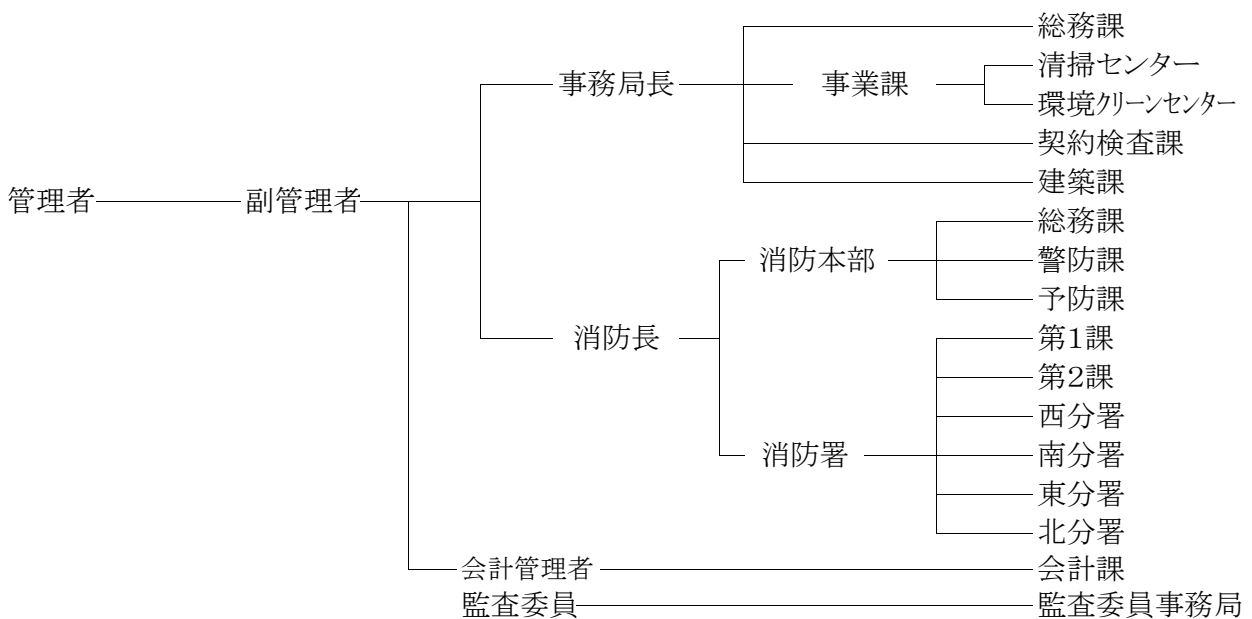 総務課
事務局長 事業課 清掃センター
環境クリーンセンター
契約検査課
管理者 副管理者 建築課
総務課
消防本部 警防課
予防課
消防長 第1課
第2課
西分署
消防署 南分署
東分署
北分署
会計管理者 会計課
監査委員 監査委員事務局